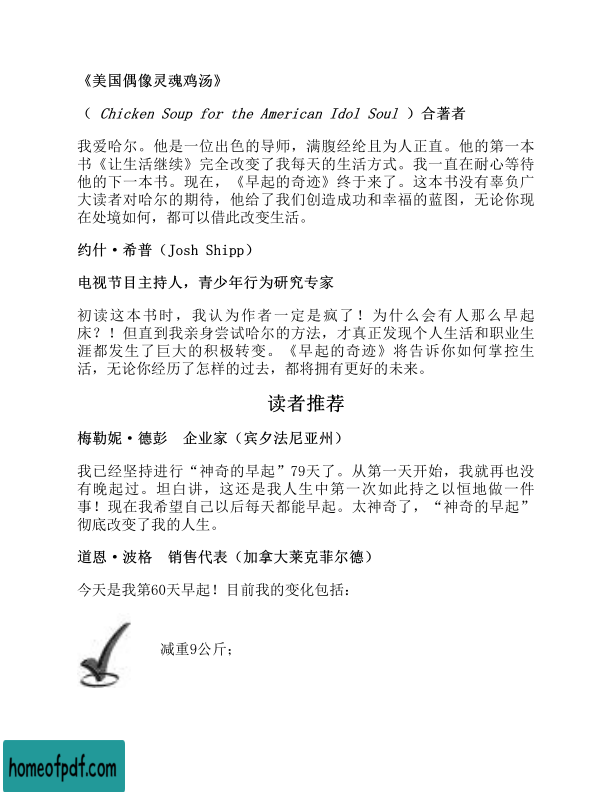 《美国偶像灵魂鸡汤》
（ Chicken Soup for the American Idol Soul ）合著者
我爱哈尔。他是一位出色的导师，满腹经纶且为人正直。他的第一本
书《让生活继续》完全改变了我每天的生活方式。我一直在耐心等待
他的下一本书。现在，《早起的奇迹》终于来了。这本书没有辜负广
大读者对哈尔的期待，他给了我们创造成功和幸福的蓝图，无论你现
在处境如何，都可以借此改变生活。
约什·希普（Josh Shipp）
电视节目主持人，青少年行为研究专家
初读这本书时，我认为作者一定是疯了！为什么会有人那么早起
床？！但直到我亲身尝试哈尔的方法，才真正发现个人生活和职业生
涯都发生了巨大的积极转变。《早起的奇迹》将告诉你如何掌控生
活，无论你经历了怎样的过去，都将拥有更好的未来。
读者推荐
梅勒妮·德彭　企业家（宾夕法尼亚州）
我已经坚持进行“神奇的早起”79天了。从第一天开始，我就再也没
有晚起过。坦白讲，这还是我人生中第一次如此持之以恒地做一件
事！现在我希望自己以后每天都能早起。太神奇了，“神奇的早起”
彻底改变了我的人生。
道恩·波格　销售代表（加拿大莱克菲尔德）
今天是我第60天早起！目前我的变化包括：
减重9公斤；
homeofpdf.com